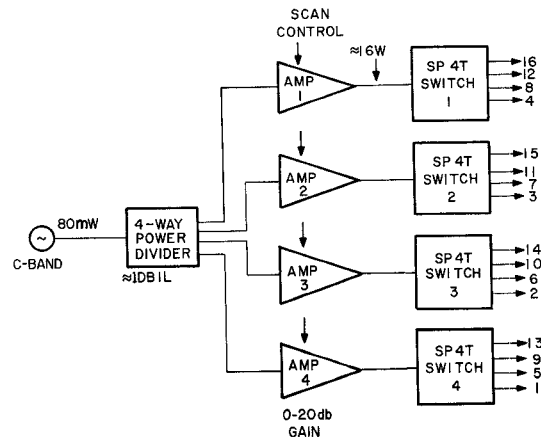 SCAN
CONTROL
≈16W
AMP
1
SP 4T
SWITCH
1
16
12
8
4
AMP
2
SP 4T
SWITCH
2
15
11
7
3
80mW
C-BAND
4-WAY
POWER
DIVIDER
≈1DB1L
AMP
3
SP 4T
SWITCH
3
14
10
6
2
AMP
4
0-20db
GAIN
SP 4T
SWITCH
4
13
9
5
1